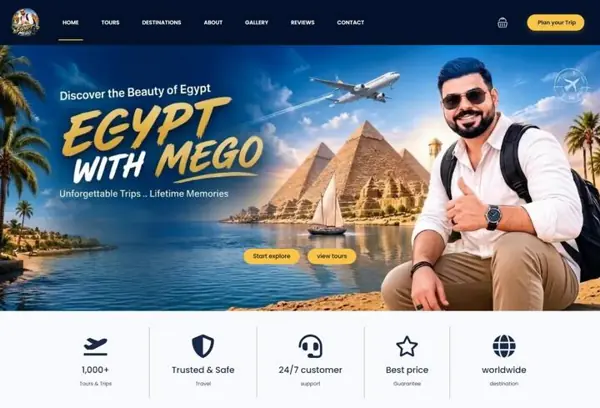 HOME
TOURS
DESTINATIONS
ABOUT
GALLERY
REVIEWS
CONTACT
Plan your Trip
Discover the Beauty of Egypt
EGYPT
WITH MEGO
Unforgettable Trips .. Lifetime Memories
Start explore
view tours
1,000+
Tours & Trips
Trusted & Safe
Travel
24/7 customer
support
Best price
Guarantee
worldwide
destination